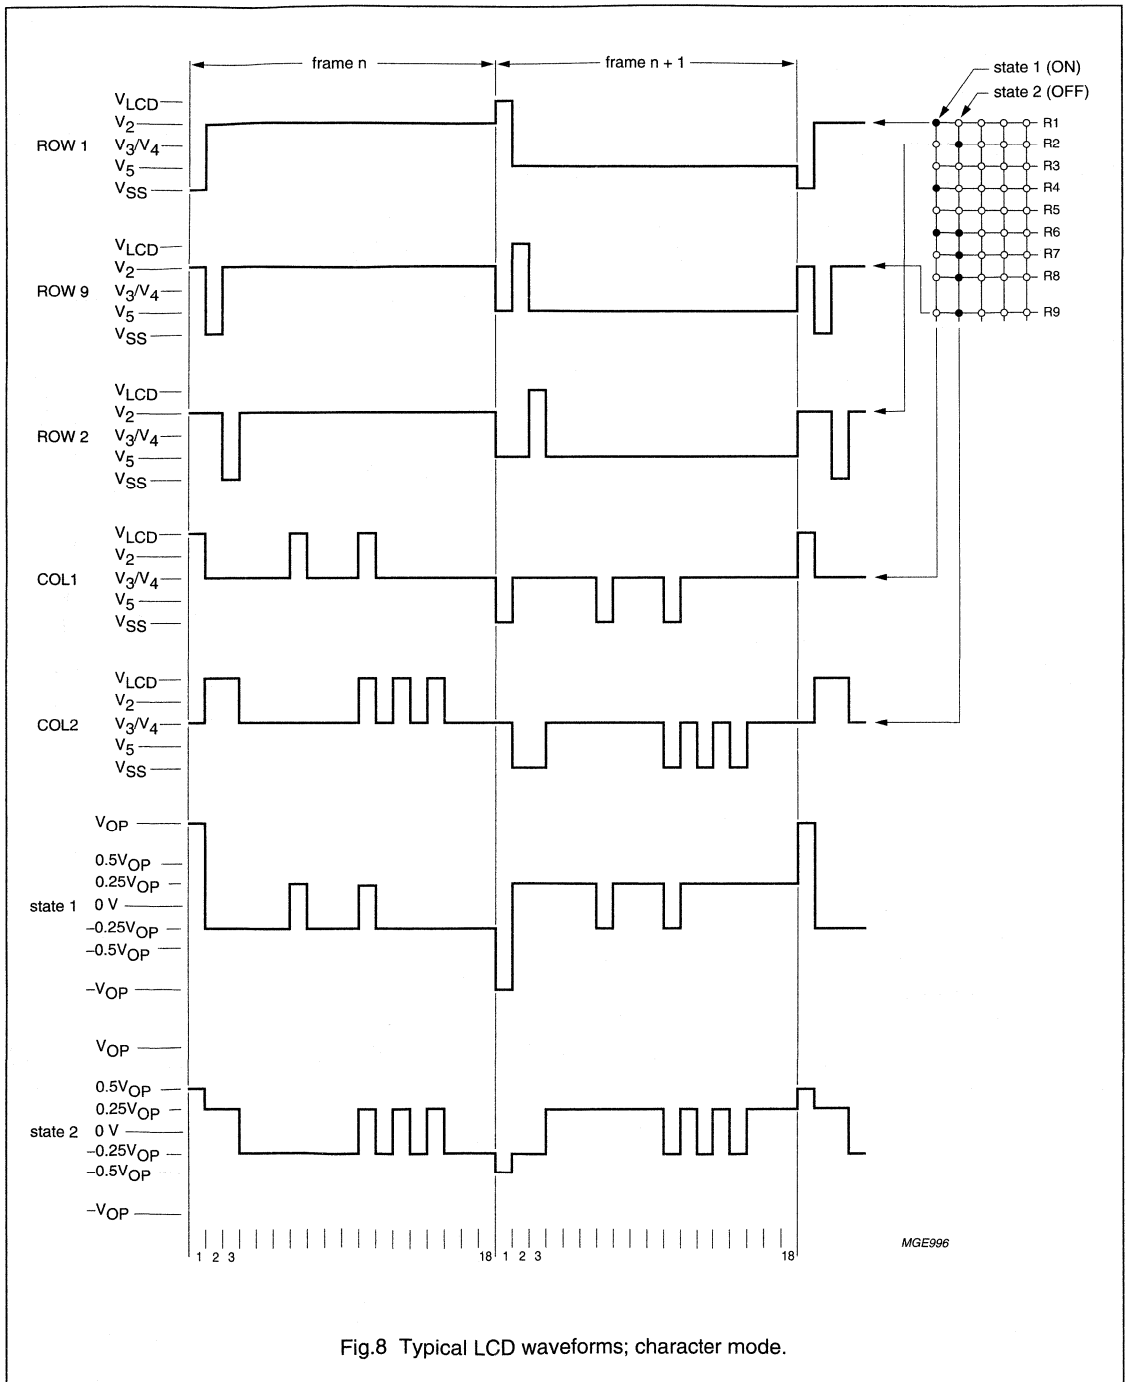 frame n
frame n + 1
state 1 (ON)
state 2 (OFF)
R1
R2
R3
R4
R5
R6
R7
R8
R9
ROW 1
VLCD
V2
V3/V4
V5
VSS
ROW 9
VLCD
V2
V3/V4
V5
VSS
ROW 2
VLCD
V2
V3/V4
V5
VSS
COL1
VLCD
V2
V3/V4
V5
VSS
COL2
VLCD
V2
V3/V4
V5
VSS
state 1
VOP
0.5VOP
0.25VOP
0 V
−0.25VOP
−0.5VOP
−VOP
state 2
VOP
0.5VOP
0.25VOP
0 V
−0.25VOP
−0.5VOP
−VOP
1 2 3 18 1 2 3 18
MGE996
Fig.8 Typical LCD waveforms; character mode.